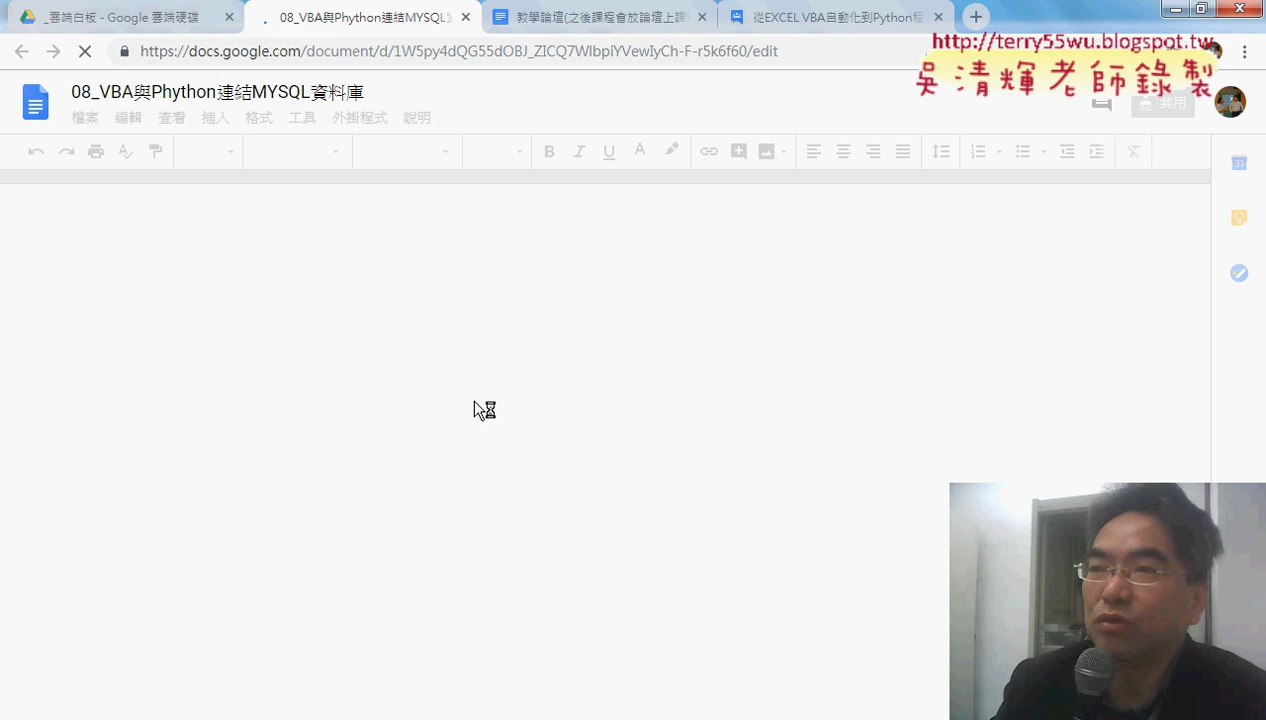 _雲端白板 - Google 雲端硬碟
08_VBA與Phython連結MYSQL資
教學論壇(之後課程會放論壇上課
從EXCEL VBA自動化到Python程
https://docs.google.com/document/d/1W5py4dQG55dOBJ_ZICQ7WlbpiYVewIyCh-F-r5k6f60/edit
http://terry55wu.blogspot.tw
吳清輝老師錄製
08_VBA與Phython連結MYSQL資料庫
共用
檔案 編輯 查看 插入 格式 工具 外掛程式 說明
B I U A
31